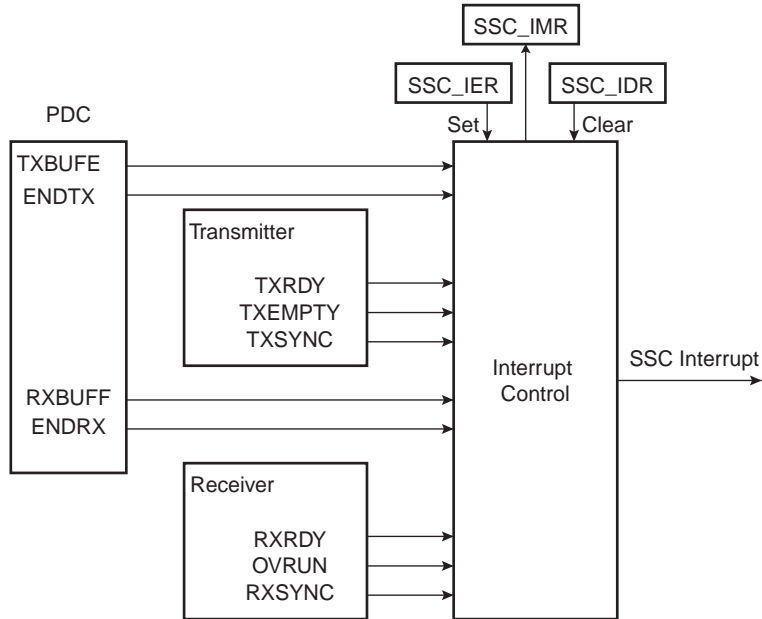 SSC_IMR
SSC_IER
SSC_IDR
PDC
Set
Clear
TXBUFE
ENDTX
Transmitter
TXRDY
TXEMPTY
TXSYNC
RXBUFF
ENDRX
Interrupt
Control
SSC Interrupt
Receiver
RXRDY
OVRUN
RXSYNC